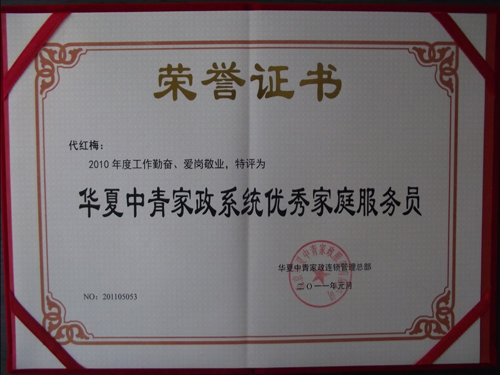 荣誉证书
代红梅：
2010年度工作勤奋、爱岗敬业，特评为
华夏中青家政系统优秀家庭服务员
华夏中青家政连锁管理总部
二〇一一年元月
NO: 201105053